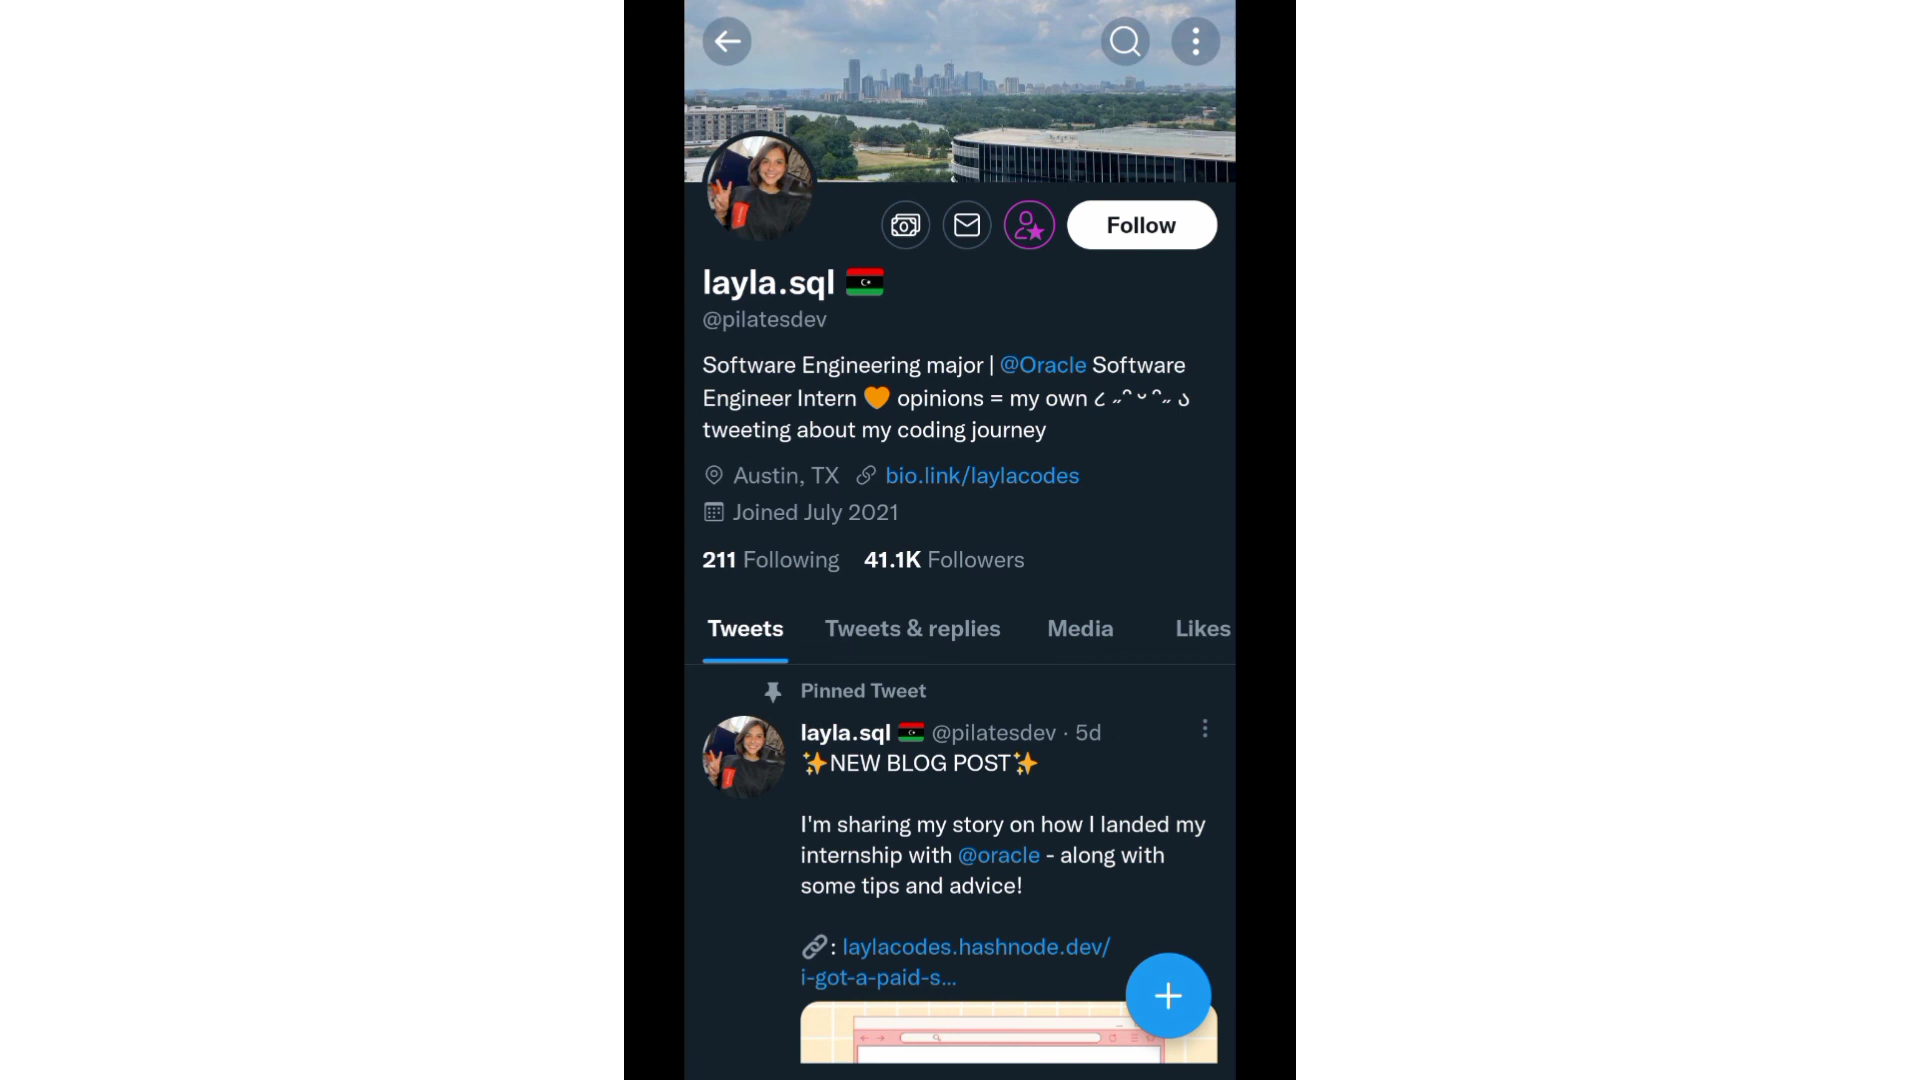 Follow
layla.sql 🇱🇾
@pilatesdev
Software Engineering major | @Oracle Software
Engineer Intern 🧡 opinions = my own ૮ ˶ᵔ ᵕ ᵔ˶ ა
tweeting about my coding journey
Austin, TX bio.link/laylacodes
Joined July 2021
211 Following 41.1K Followers
Tweets Tweets & replies Media Likes
Pinned Tweet
layla.sql 🇱🇾 @pilatesdev · 5d
✨NEW BLOG POST✨
I'm sharing my story on how I landed my
internship with @oracle - along with
some tips and advice!
🔗: laylacodes.hashnode.dev/
i-got-a-paid-s...